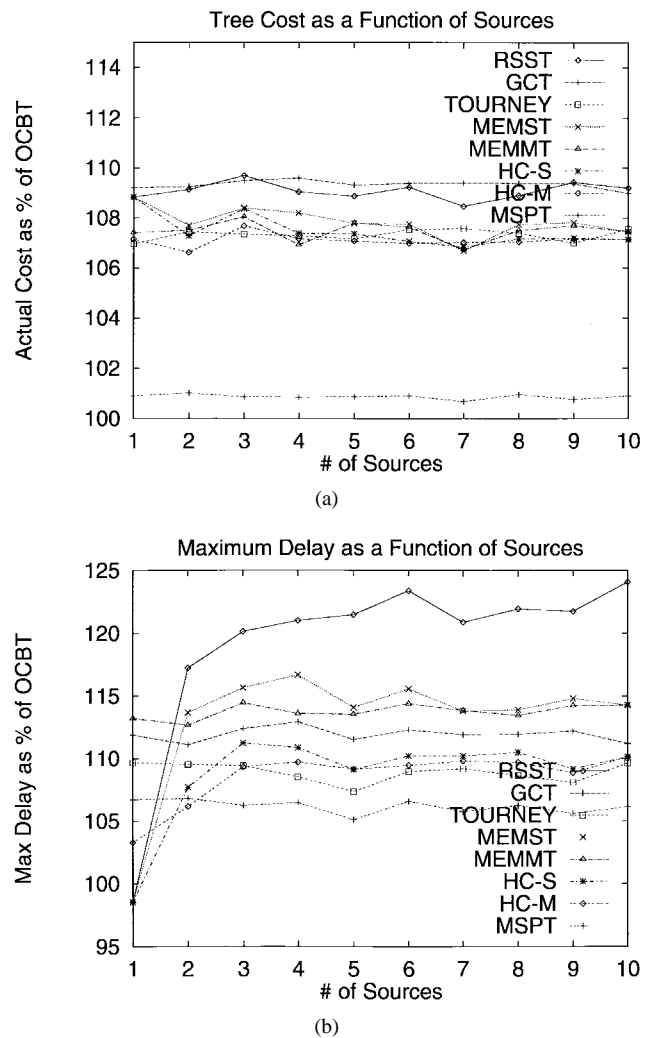 Tree Cost as a Function of Sources
114
112
110
108
106
104
102
100
Actual Cost as % of OCBT
RSST
GCT
TOURNEY
MEMST
MEMMT
HC-S
HC-M
MSPT
1 2 3 4 5 6 7 8 9 10
# of Sources
(a)
Maximum Delay as a Function of Sources
125
120
115
110
105
100
95
Max Delay as % of OCBT
RSST
GCT
TOURNEY
MEMST
MEMMT
HC-S
HC-M
MSPT
1 2 3 4 5 6 7 8 9 10
# of Sources
(b)